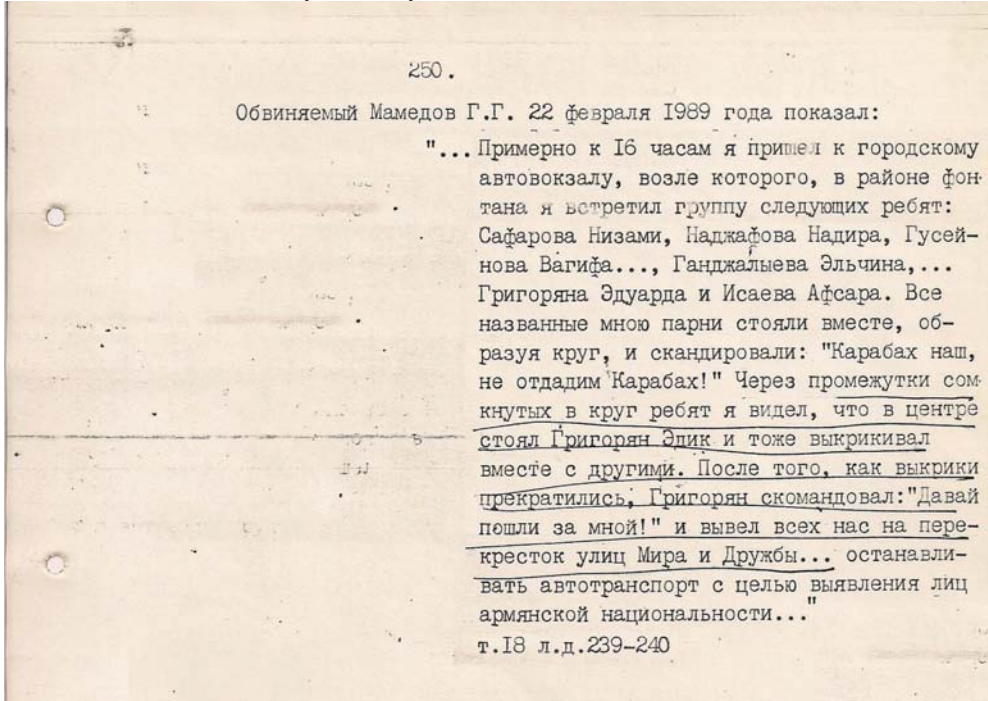 250.
Обвиняемый Мамедов Г.Г. 22 февраля I989 года показал:
"...Примерно к I6 часам я пришел к городскому
автовокзалу, возле которого, в районе фон-
тана я встретил группу следующих ребят:
Сафарова Низами, Наджафова Надира, Гусей-
нова Вагифа..., Ганджалыева Эльчина,...
Григоряна Эдуарда и Исаева Афсара. Все
названные мною парни стояли вместе, об-
разуя круг, и скандировали: "Карабах наш,
не отдадим Карабах!" Через промежутки сом-
кнутых в круг ребят я видел, что в центре
стоял Григорян Эдик и тоже выкрикивал
вместе с другими. После того, как выкрики
прекратились, Григорян скомандовал:"Давай
пошли за мной!" и вывел всех нас на пере-
кресток улиц Мира и Дружбы... останавли-
вать автотранспорт с целью выявления лиц
армянской национальности..."
т.I8 л.д.239-240